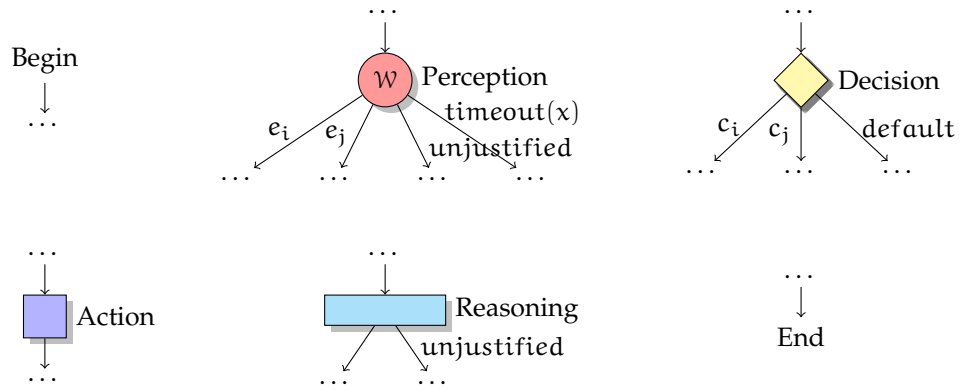 ...
...
Begin
W
Perception
Decision
...
e_i
e_j
timeout(x)
unjustified
c_i
c_j
default
... ... ... ...
... ... ...
...
...
...
Action
Reasoning
unjustified
End
...
... ...